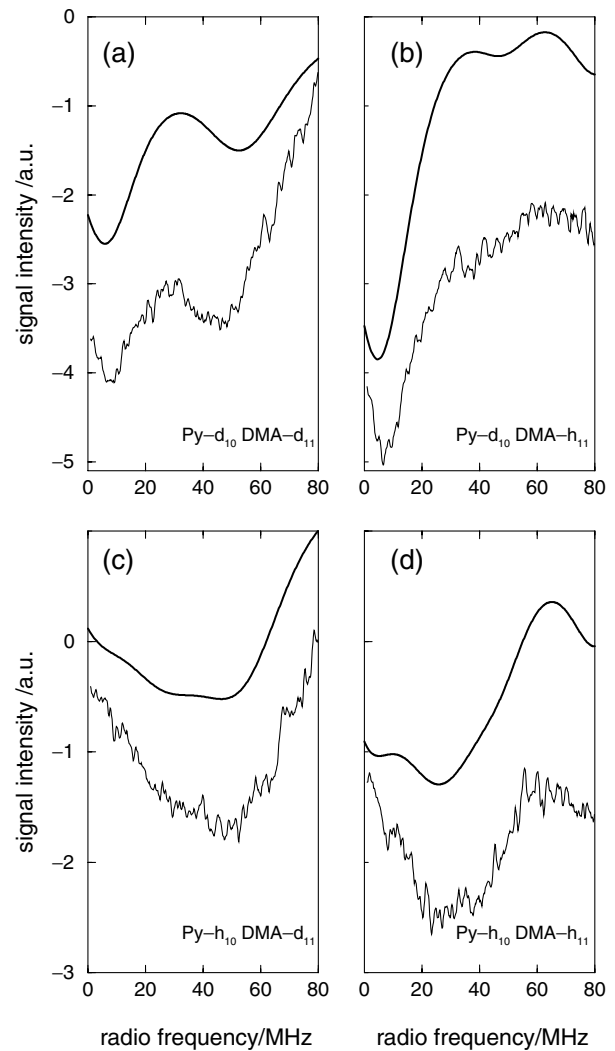 0
−1
−2
−3
−4
−5
signal intensity /a.u.
(a)
Py−d₁₀ DMA−d₁₁
0 20 40 60 80
(b)
Py−d₁₀ DMA−h₁₁
0 20 40 60 80
0
−1
−2
−3
signal intensity /a.u.
(c)
Py−h₁₀ DMA−d₁₁
0 20 40 60 80
radio frequency/MHz
(d)
Py−h₁₀ DMA−h₁₁
0 20 40 60 80
radio frequency/MHz